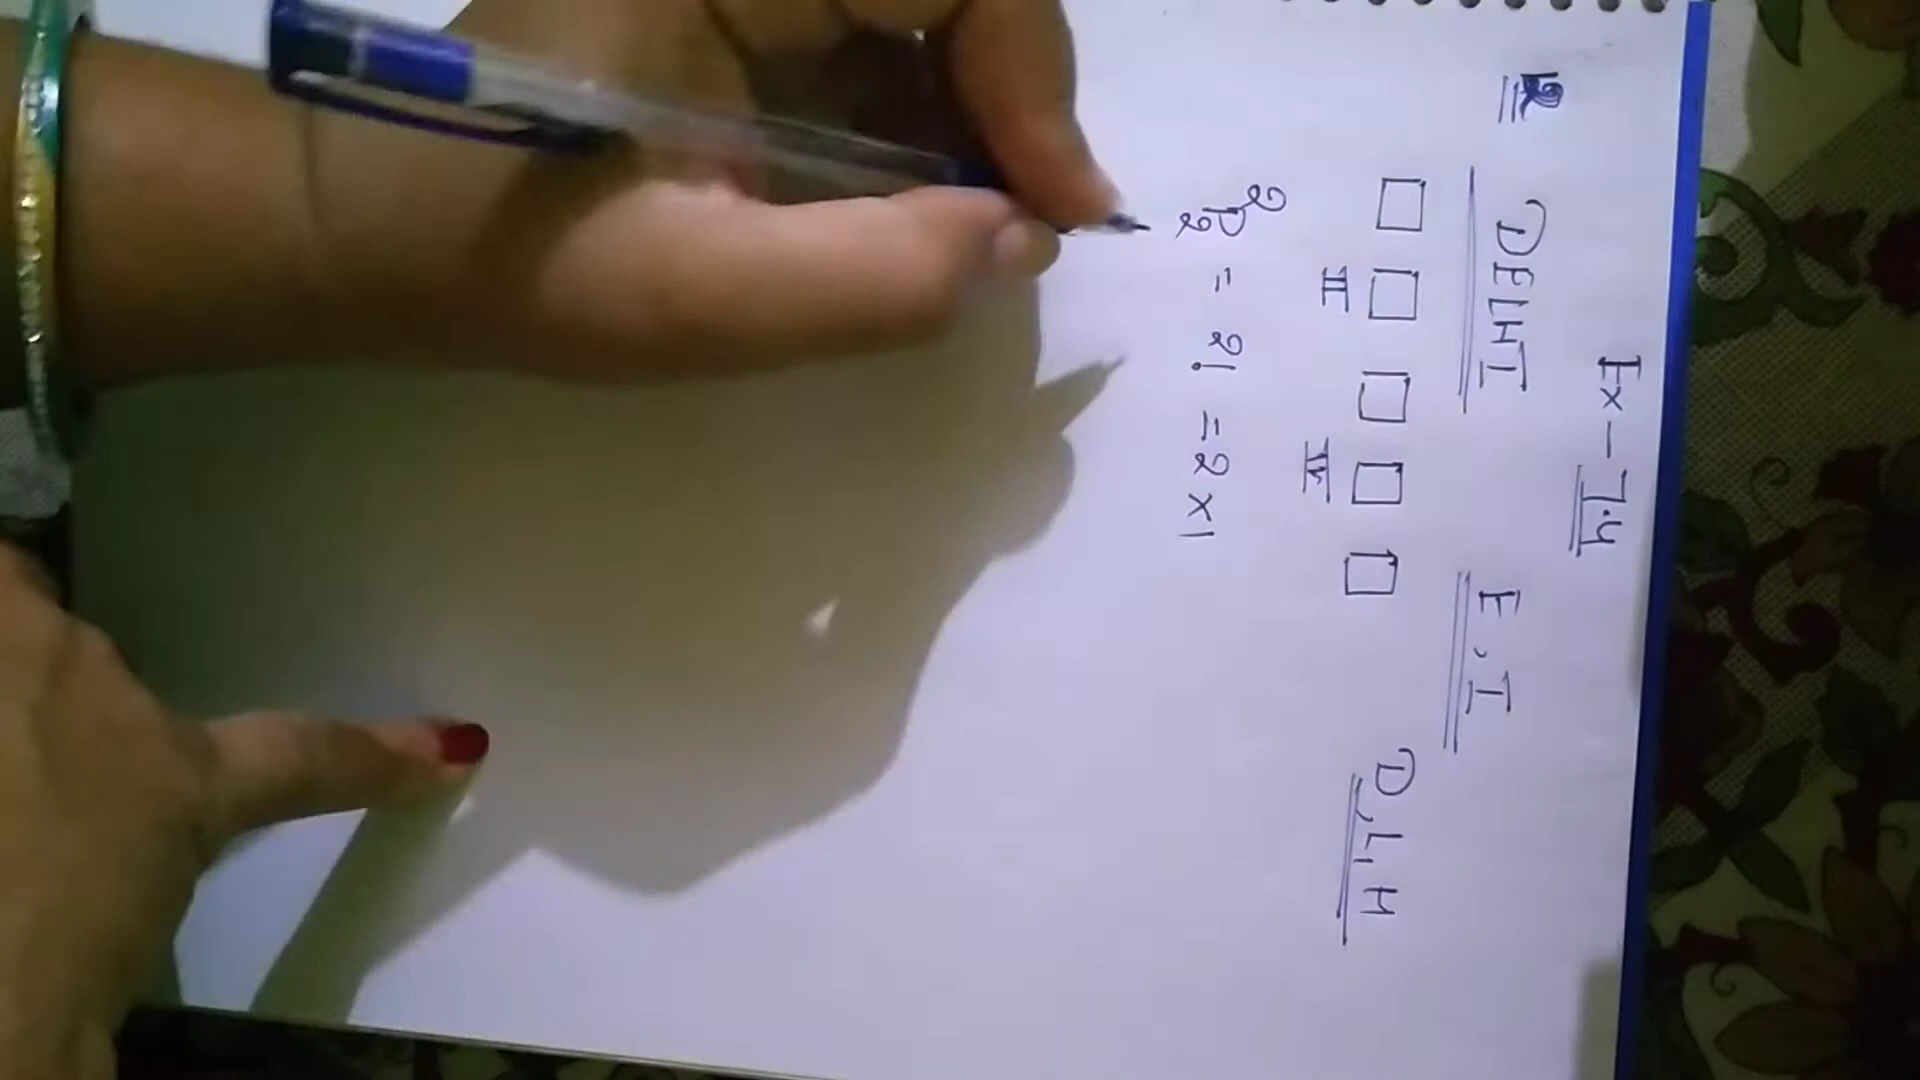 Ex - 7.4
DELHI E, I
□ □ □ □ □ D, L, H
II IV
²P₂ = 2! = 2 × 1